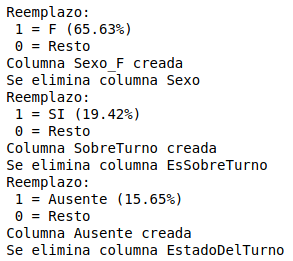 Reemplazo:
 1 = F (65.63%)
 0 = Resto
Columna Sexo_F creada
Se elimina columna Sexo
Reemplazo:
 1 = SI (19.42%)
 0 = Resto
Columna SobreTurno creada
Se elimina columna EsSobreTurno
Reemplazo:
 1 = Ausente (15.65%)
 0 = Resto
Columna Ausente creada
Se elimina columna EstadoDelTurno